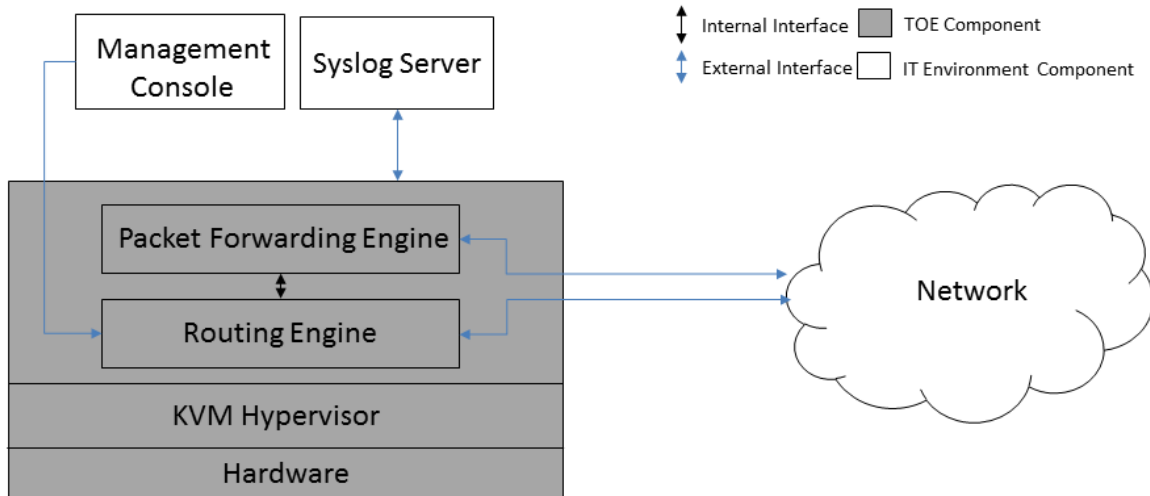 Management
Console
Syslog Server
Internal Interface
TOE Component
External Interface
IT Environment Component
Packet Forwarding Engine
Routing Engine
KVM Hypervisor
Hardware
Network